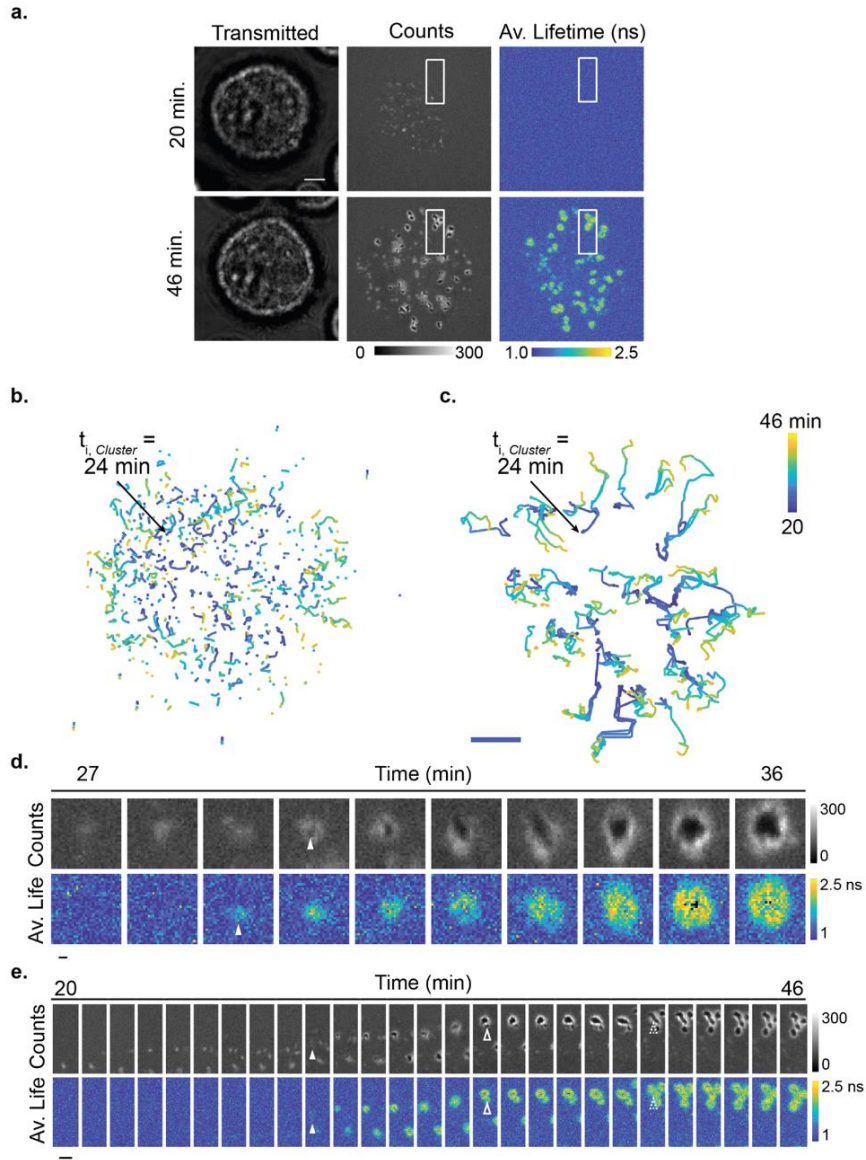 a.
Transmitted Counts Av. Lifetime (ns)
20 min.
46 min.
0 300 1.0 2.5
b. c.
t i, Cluster =
24 min
t i, Cluster =
24 min
46 min
20
d.
27 Time (min) 36
Counts
300
0
Av. Life
2.5 ns
1
e.
20 Time (min) 46
Counts
300
0
Av. Life
2.5 ns
1